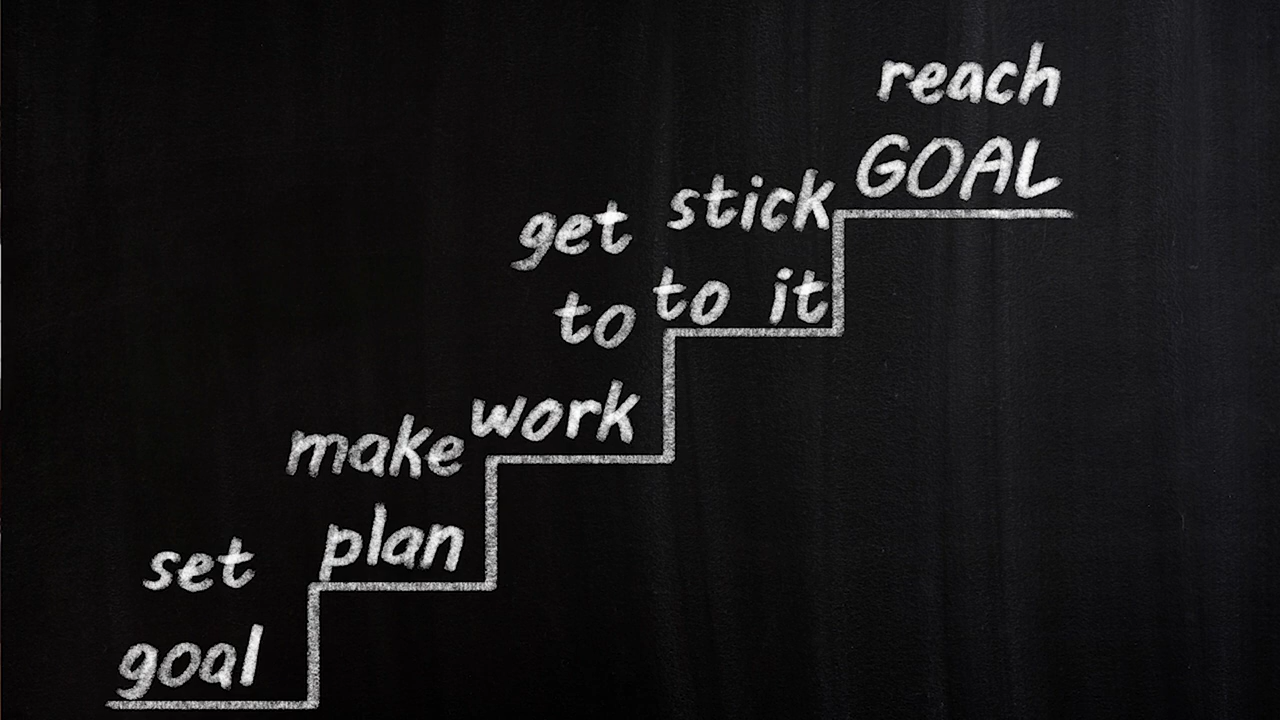 set
goal
make
plan
get
to
work
stick
to it
reach
GOAL